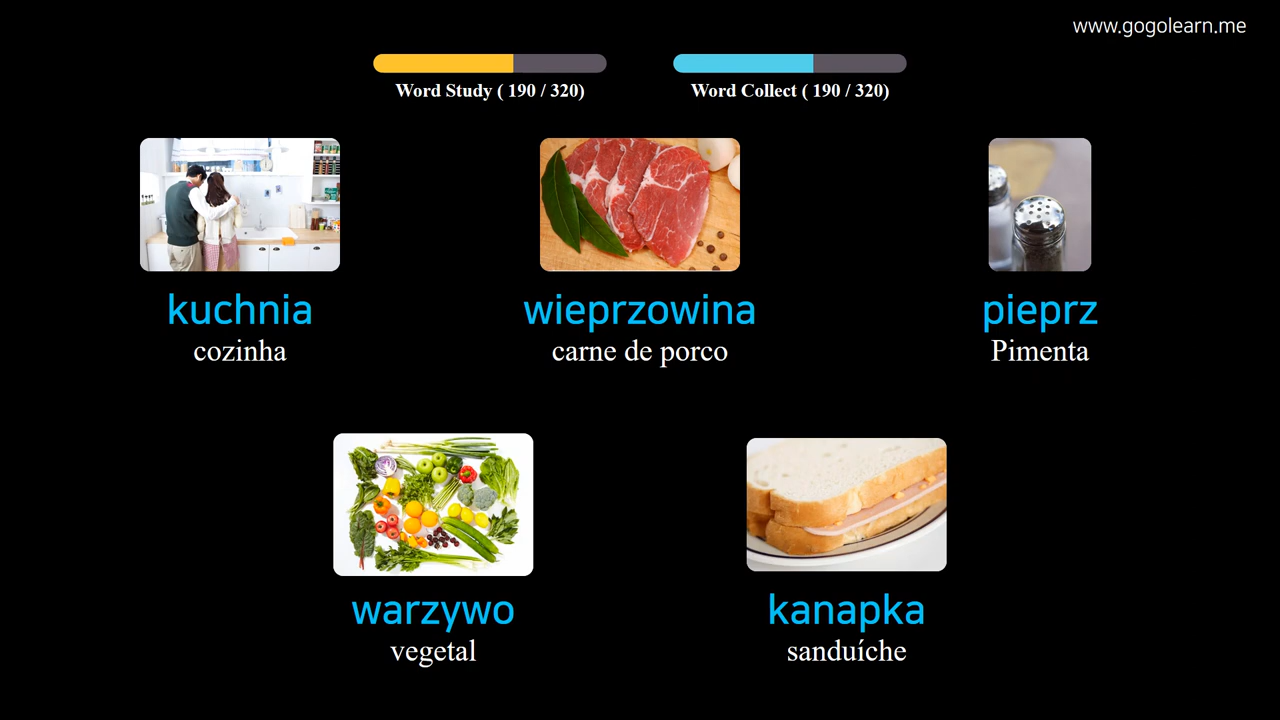 www.gogolearn.me
Word Study ( 190 / 320)
Word Collect ( 190 / 320)
kuchnia
cozinha
wieprzowina
carne de porco
pieprz
Pimenta
warzywo
vegetal
kanapka
sanduíche